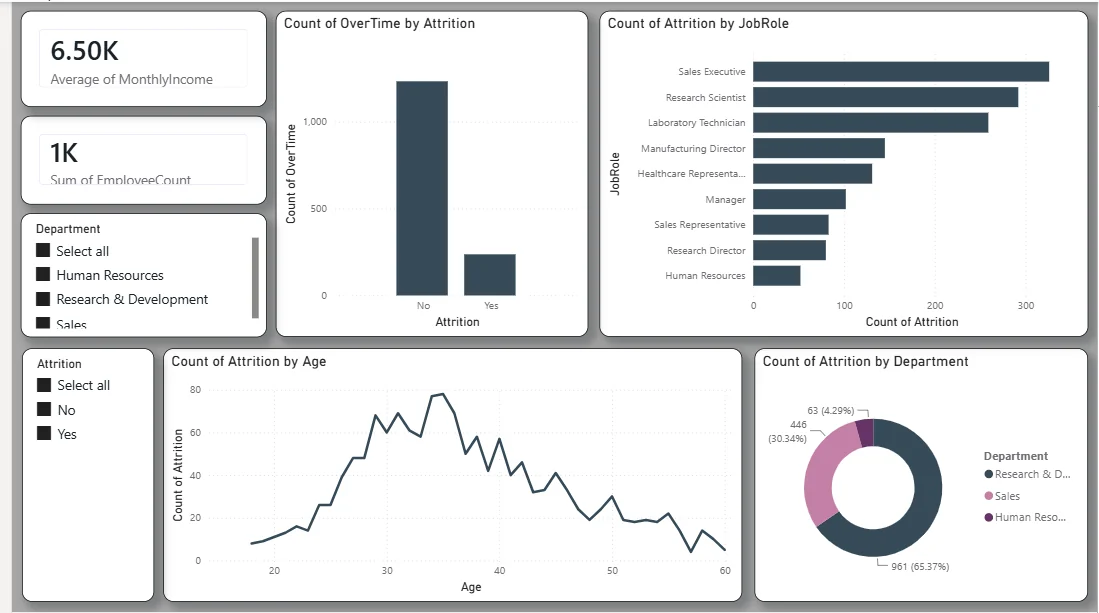 6.50K
Average of MonthlyIncome
1K
Sum of EmployeeCount
Department
Select all
Human Resources
Research & Development
Sales
Attrition
Select all
No
Yes
Count of OverTime by Attrition
Count of OverTime
1,000
500
0
No
Yes
Attrition
Count of Attrition by JobRole
JobRole
Sales Executive
Research Scientist
Laboratory Technician
Manufacturing Director
Healthcare Representa...
Manager
Sales Representative
Research Director
Human Resources
0
100
200
300
Count of Attrition
Count of Attrition by Age
Count of Attrition
80
60
40
20
0
20
30
40
50
60
Age
Count of Attrition by Department
63 (4.29%)
446
(30.34%)
961 (65.37%)
Department
Research & D...
Sales
Human Reso...